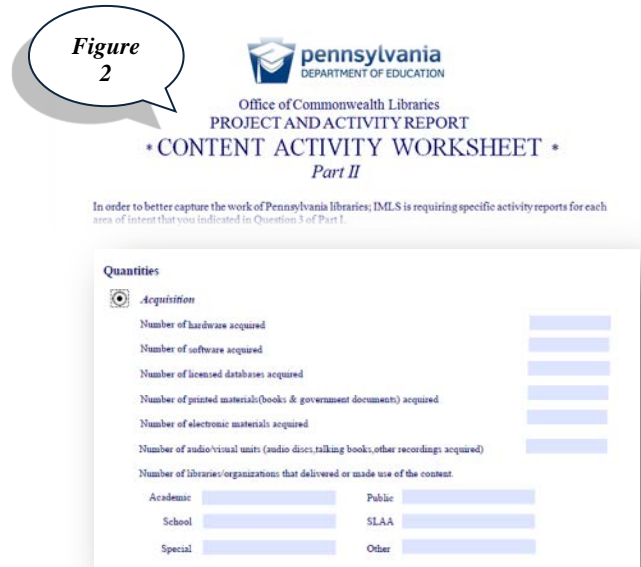 Figure
2
pennsylvania
DEPARTMENT OF EDUCATION
Office of Commonwealth Libraries
PROJECT AND ACTIVITY REPORT
* CONTENT ACTIVITY WORKSHEET *
Part II
In order to better capture the work of Pennsylvania libraries; IMLS is requiring specific activity reports for each
area of intent that you indicated in Question 3 of Part I.
Quantities
Acquisition
Number of hardware acquired
Number of software acquired
Number of licensed databases acquired
Number of printed materials(books & government documents) acquired
Number of electronic materials acquired
Number of audio/visual units (audio discs,talking books,other recordings acquired)
Number of libraries/organizations that delivered or made use of the content.
Academic Public
School SLAA
Special Other